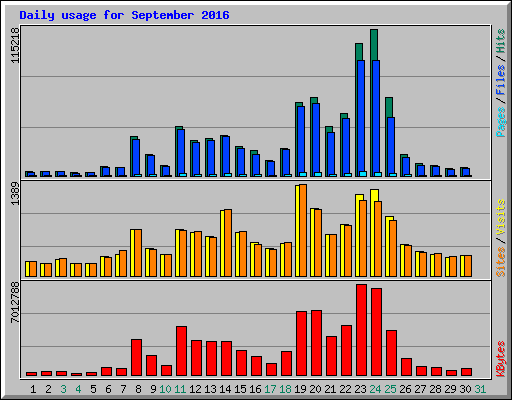 Daily usage for September 2016
115218
Pages / Files / Hits
1389
Sites / Visits
7012788
KBytes
1 2 3 4 5 6 7 8 9 10 11 12 13 14 15 16 17 18 19 20 21 22 23 24 25 26 27 28 29 30 31